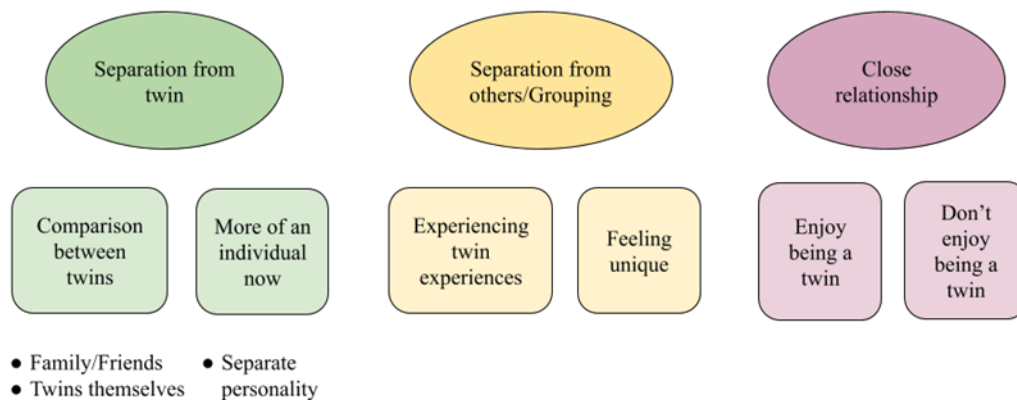 Separation from
twin
Separation from
others/Grouping
Close
relationship
Comparison
between
twins
More of an
individual
now
Experiencing
twin
experiences
Feeling
unique
Enjoy
being a
twin
Don’t
enjoy
being a
twin
● Family/Friends
● Twins themselves
● Separate
personality